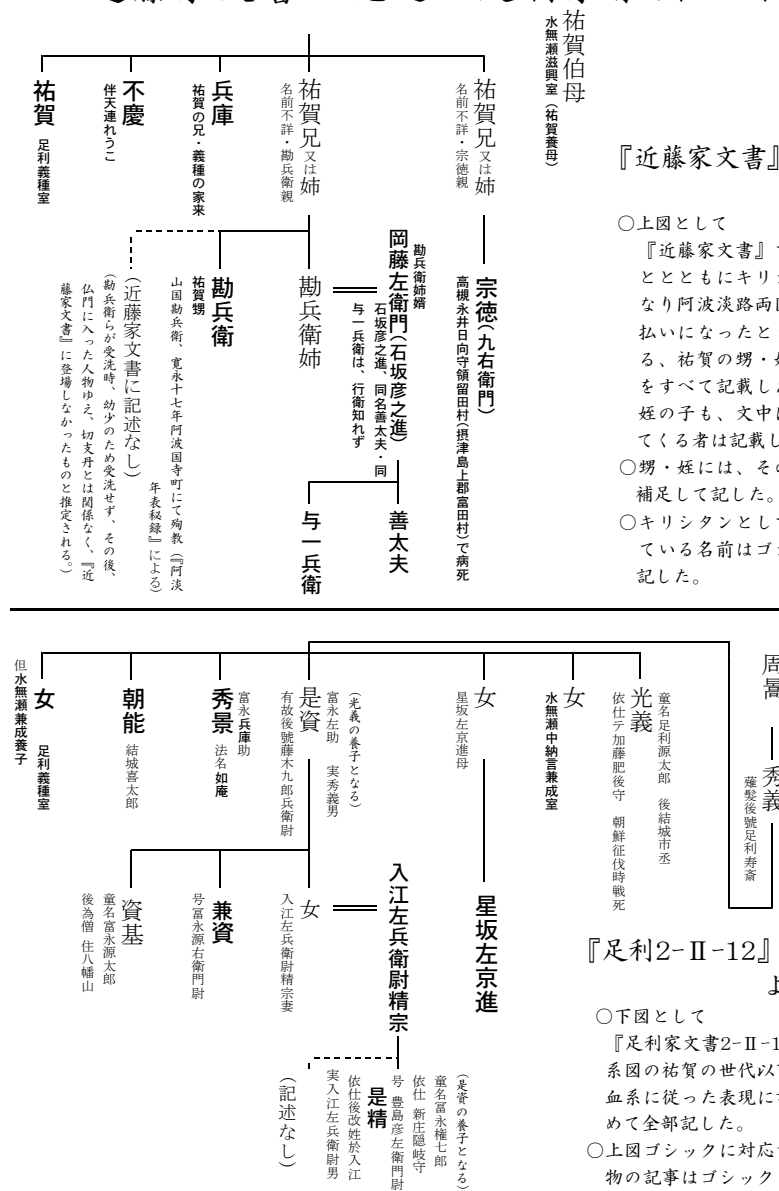 祐賀伯母
水無瀬滋興室(祐賀養母)
祐賀兄又は姉
名前不詳・宗徳親
祐賀兄又は姉
名前不詳・勘兵衛親
兵庫
祐賀の兄・義種の家来
不慶
伴天連れうこ
祐賀 足利義種室
『近藤家文書』
○上図として
『近藤家文書』
ととともにキリ
なり阿波淡路両
払いになったと
る、祐賀の甥・
をすべて記載し
姪の子も、文中
てくる者は記載
○甥・姪には、その
補足して記した。
○キリシタンとして
ている名前はゴ
記した。
宗徳(九右衛門)
高槻永井日向守領留田村(摂津島上郡富田村)で病死
勘兵衛姉婿
岡藤左衛門(石坂彦之進)
石坂彦之進、同名善太夫・同
与一兵衛は、行衛知れず
勘兵衛姉
勘兵衛
祐賀甥
山国勘兵衛、寛永十七年阿波国寺町にて殉教(『阿淡
年表秘録』による)
(近藤家文書に記述なし)
(勘兵衛らが受洗時、幼少のため受洗せず、その後、
仏門に入った人物ゆえ、切支丹とは関係なく、『近
藤家文書』に登場しなかったものと推定される。)
善太夫
与一兵衛
秀義
薙髪後號足利寿斎
童名足利源太郎 後結城市丞
光義
依仕テ加藤肥後守 朝鮮征伐時戦死
女
水無瀬中納言兼成室
女
星坂左京進母
(光義の養子となる)
富永左助 実秀義男
是資
有故後號藤木九郎兵衛尉
富永兵庫助
秀景 法名如庵
朝能 結城喜太郎
女 足利義種室
但水無瀬兼成養子
星坂左京進
入江左兵衛尉精宗
女
入江左兵衛尉精宗妻
兼資
号冨永源右衛門尉
資基
童名冨永源太郎
後為僧 住八幡山
(是資の養子となる)
童名冨永権七郎
依仕 新庄隠岐守
号 豊島彦左衛門尉
是精
依仕後改姓於入江
実入江左兵衛尉男
(記述なし)
『足利2-Ⅱ-12』
よ
○下図として
『足利家文書2-Ⅱ-1
系図の祐賀の世代以
血系に従った表現に
めて全部記した。
○上図ゴシックに対応
物の記事はゴシック